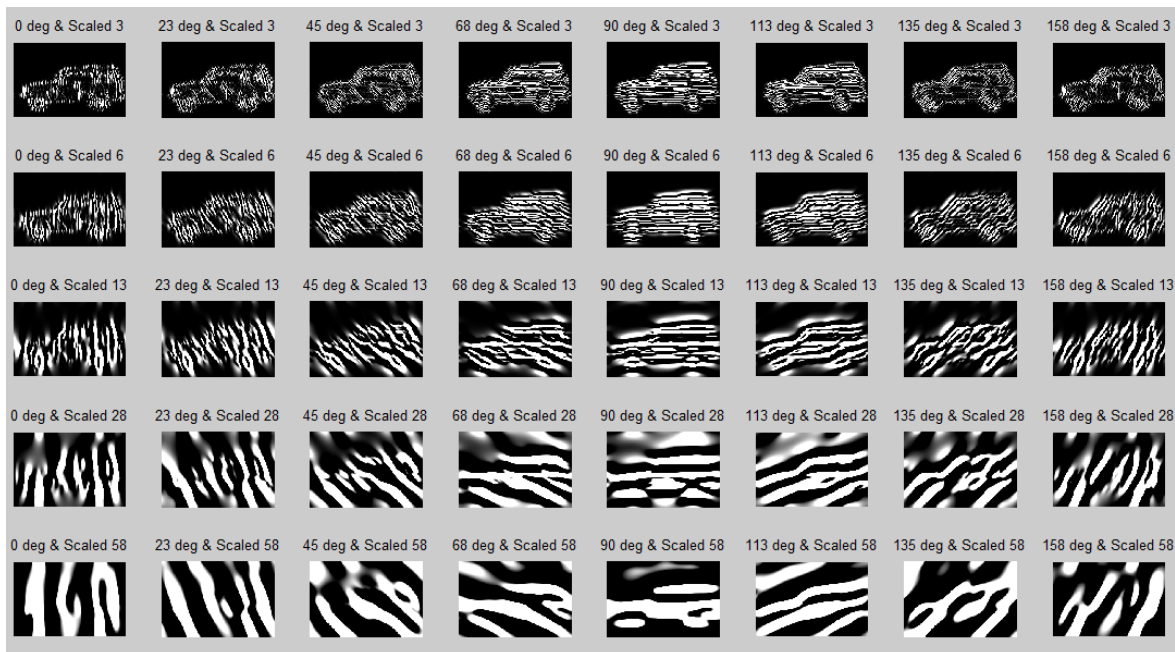 0 deg & Scaled 3 23 deg & Scaled 3 45 deg & Scaled 3 68 deg & Scaled 3 90 deg & Scaled 3 113 deg & Scaled 3 135 deg & Scaled 3 158 deg & Scaled 3
0 deg & Scaled 6 23 deg & Scaled 6 45 deg & Scaled 6 68 deg & Scaled 6 90 deg & Scaled 6 113 deg & Scaled 6 135 deg & Scaled 6 158 deg & Scaled 6
0 deg & Scaled 13 23 deg & Scaled 13 45 deg & Scaled 13 68 deg & Scaled 13 90 deg & Scaled 13 113 deg & Scaled 13 135 deg & Scaled 13 158 deg & Scaled 13
0 deg & Scaled 28 23 deg & Scaled 28 45 deg & Scaled 28 68 deg & Scaled 28 90 deg & Scaled 28 113 deg & Scaled 28 135 deg & Scaled 28 158 deg & Scaled 28
0 deg & Scaled 58 23 deg & Scaled 58 45 deg & Scaled 58 68 deg & Scaled 58 90 deg & Scaled 58 113 deg & Scaled 58 135 deg & Scaled 58 158 deg & Scaled 58